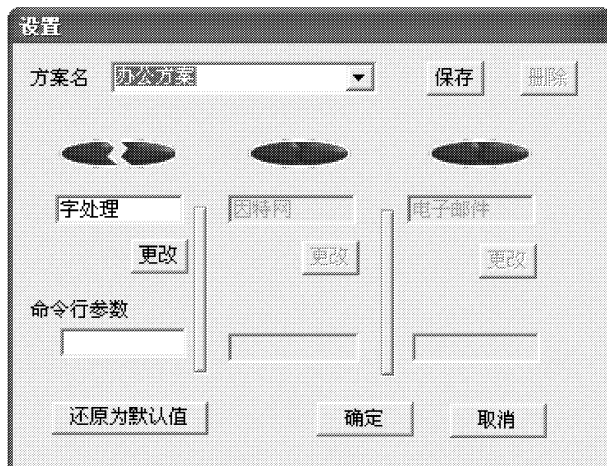 设置
方案名 办公方案 保存 删除
字处理 因特网 电子邮件
更改 更改 更改
命令行参数
还原为默认值 确定 取消